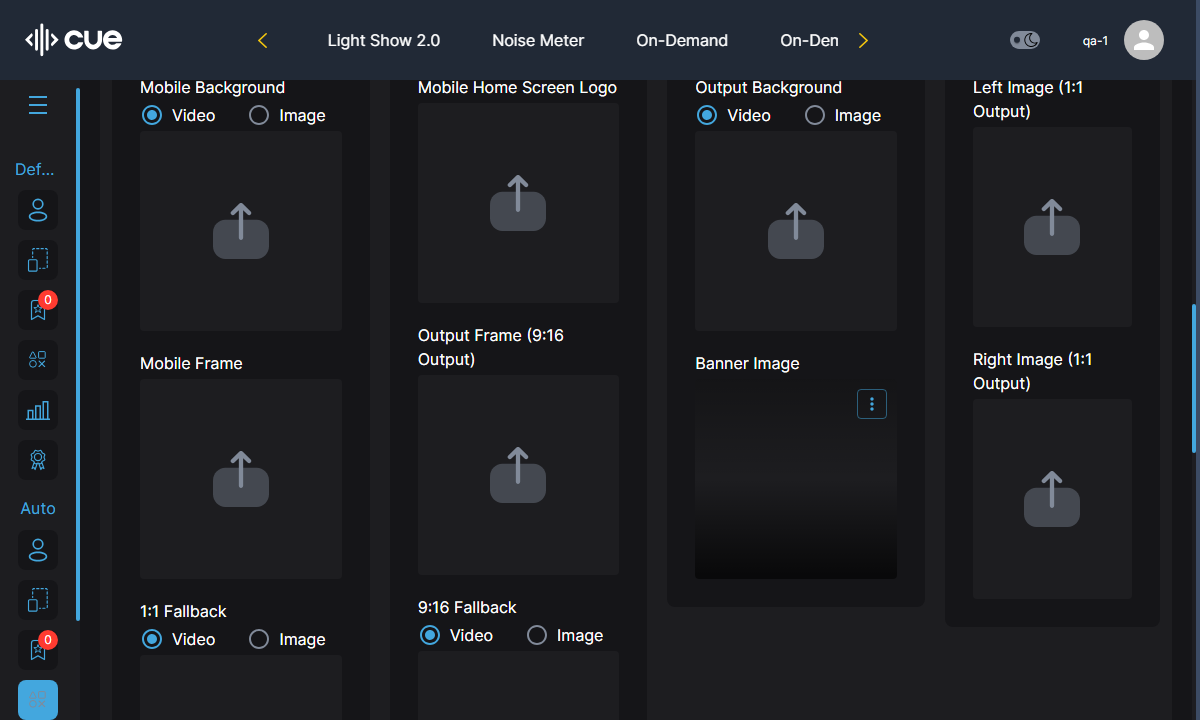 cue
Light Show 2.0
Noise Meter
On-Demand
On-Den
qa-1
Def...
0
Auto
0
Mobile Background
Video
Image
Mobile Frame
1:1 Fallback
Video
Image
Mobile Home Screen Logo
Output Frame (9:16
Output)
9:16 Fallback
Video
Image
Output Background
Video
Image
Banner Image
Left Image (1:1
Output)
Right Image (1:1
Output)